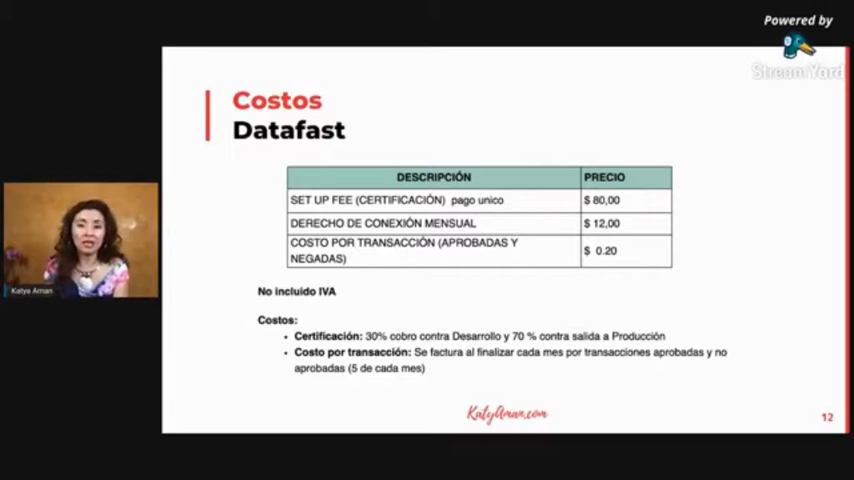 Powered by
StreamYard
Costos
Datafast
DESCRIPCIÓN PRECIO
SET UP FEE (CERTIFICACIÓN) pago unico $ 80,00
DERECHO DE CONEXIÓN MENSUAL $ 12,00
COSTO POR TRANSACCIÓN (APROBADAS Y
NEGADAS) $ 0.20
No incluido IVA
Costos:
• Certificación: 30% cobro contra Desarrollo y 70 % contra salida a Producción
• Costo por transacción: Se factura al finalizar cada mes por transacciones aprobadas y no
aprobadas (5 de cada mes)
Katya Aman
KatyAman.com
12